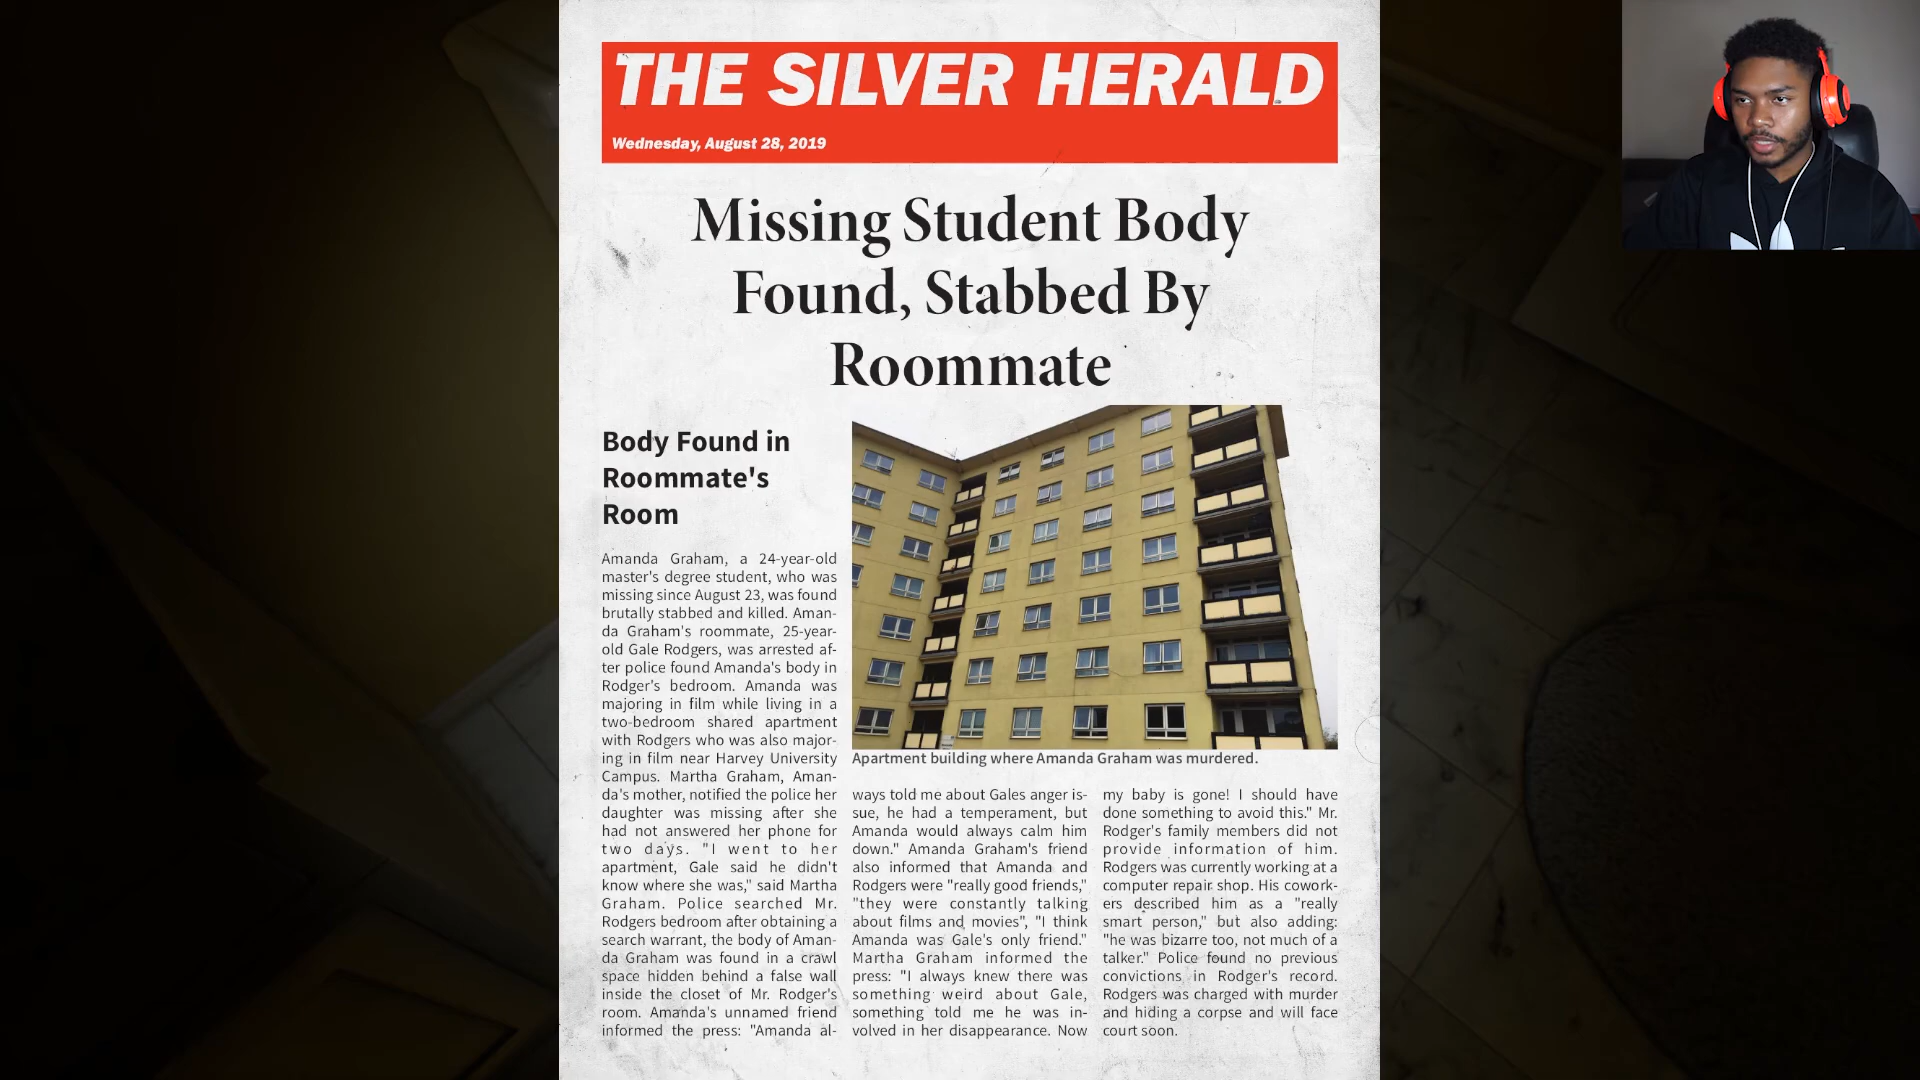 THE SILVER HERALD
Wednesday, August 28, 2019
Missing Student Body
Found, Stabbed By
Roommate
Body Found in
Roommate's
Room
Amanda Graham, a 24-year-old
master's degree student, who was
missing since August 23, was found
brutally stabbed and killed. Aman-
da Graham's roommate, 25-year-
old Gale Rodgers, was arrested af-
ter police found Amanda's body in
Rodger's bedroom. Amanda was
majoring in film while living in a
two-bedroom shared apartment
with Rodgers who was also major-
ing in film near Harvey University
Campus. Martha Graham, Aman-
da's mother, notified the police her
daughter was missing after she
had not answered her phone for
two days. "I went to her
apartment, Gale said he didn't
know where she was," said Martha
Graham. Police searched Mr.
Rodgers bedroom after obtaining a
search warrant, the body of Aman-
da Graham was found in a crawl
space hidden behind a false wall
inside the closet of Mr. Rodger's
room. Amanda's unnamed friend
informed the press: "Amanda al-
Apartment building where Amanda Graham was murdered.
ways told me about Gales anger is-
sue, he had a temperament, but
Amanda would always calm him
down." Amanda Graham's friend
also informed that Amanda and
Rodgers were "really good friends,"
"they were constantly talking
about films and movies", "I think
Amanda was Gale's only friend."
Martha Graham informed the
press: "I always knew there was
something weird about Gale,
something told me he was in-
volved in her disappearance. Now
my baby is gone! I should have
done something to avoid this." Mr.
Rodger's family members did not
provide information of him.
Rodgers was currently working at a
computer repair shop. His cowork-
ers described him as a "really
smart person," but also adding:
"he was bizarre too, not much of a
talker." Police found no previous
convictions in Rodger's record.
Rodgers was charged with murder
and hiding a corpse and will face
court soon.